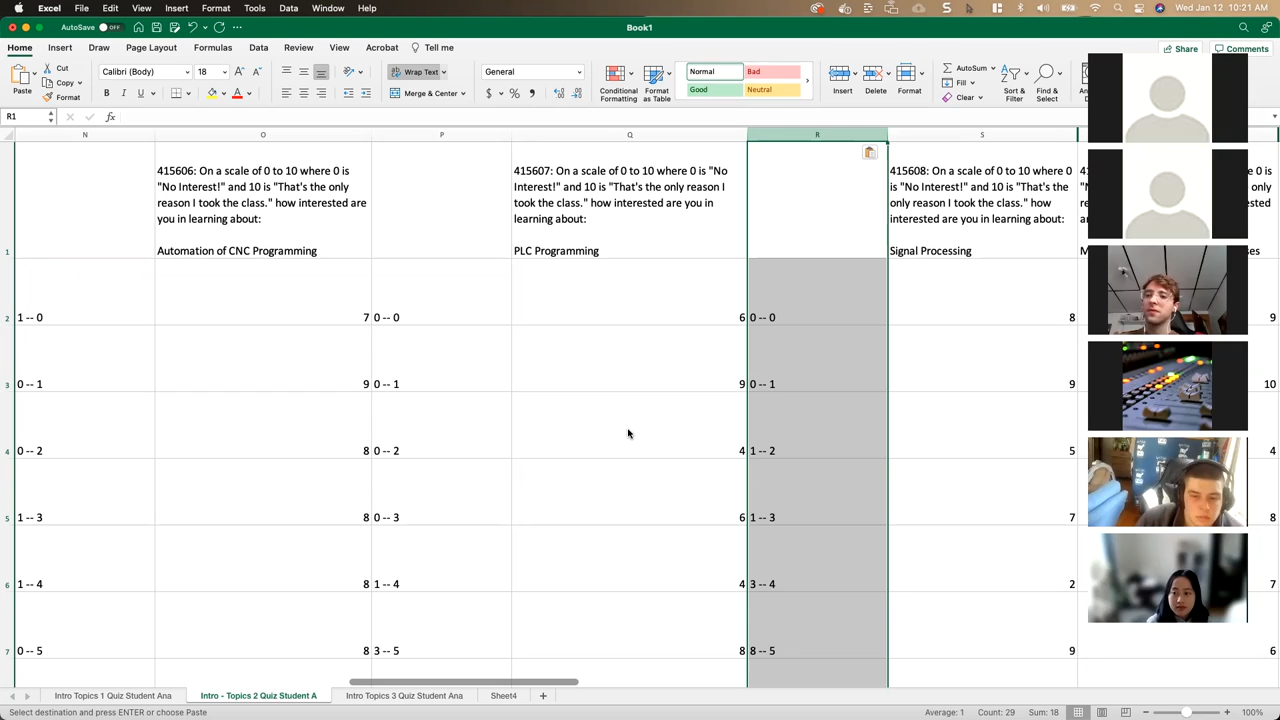 Excel File Edit View Insert Format Tools Data Window Help Wed Jan 12 10:21 AM
AutoSave OFF Book1
Home Insert Draw Page Layout Formulas Data Review View Acrobat Tell me Share Comments
Paste Cut Copy Format Calibri (Body) 18 Wrap Text Merge & Center General Conditional Formatting Format as Table Normal Bad Good Neutral Insert Delete Format AutoSum Fill Clear Sort & Filter Find & Select
R1 fx
N O P Q R S
1 415606: On a scale of 0 to 10 where 0 is
"No Interest!" and 10 is "That's the only
reason I took the class." how interested are
you in learning about:
Automation of CNC Programming
415607: On a scale of 0 to 10 where 0 is "No
Interest!" and 10 is "That's the only reason I
took the class." how interested are you in
learning about:
PLC Programming
415608: On a scale of 0 to 10 where 0
is "No Interest!" and 10 is "That's the
only reason I took the class." how
interested are you in learning about:
Signal Processing
2 1 -- 0 7 0 -- 0 6 0 -- 0 8 9
3 0 -- 1 9 0 -- 1 9 0 -- 1 9 10
4 0 -- 2 8 0 -- 2 4 1 -- 2 5 4
5 1 -- 3 8 0 -- 3 6 1 -- 3 7 8
6 1 -- 4 8 1 -- 4 4 3 -- 4 2 7
7 0 -- 5 8 3 -- 5 8 8 -- 5 9 6
Intro Topics 1 Quiz Student Ana Intro - Topics 2 Quiz Student A Intro Topics 3 Quiz Student Ana Sheet4
Select destination and press ENTER or choose Paste Average: 1 Count: 29 Sum: 18 100%